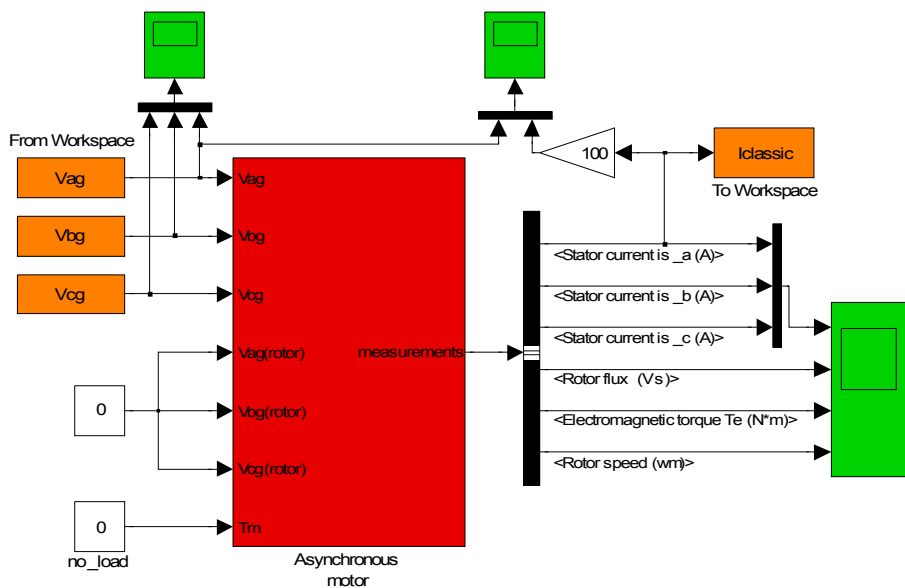 From Workspace
100
Iclassic
To Workspace
Vag
Vbg
Vcg
Vag
Vbg
Vcg
Vag(rotor)
Vbg(rotor)
Vcg(rotor)
Tm
measurements
<Stator current is _a (A)>
<Stator current is _b (A)>
<Stator current is _c (A)>
<Rotor flux (Vs)>
<Electromagnetic torque Te (N*m)>
<Rotor speed (wm)>
0
0
no_load
Asynchronous
motor